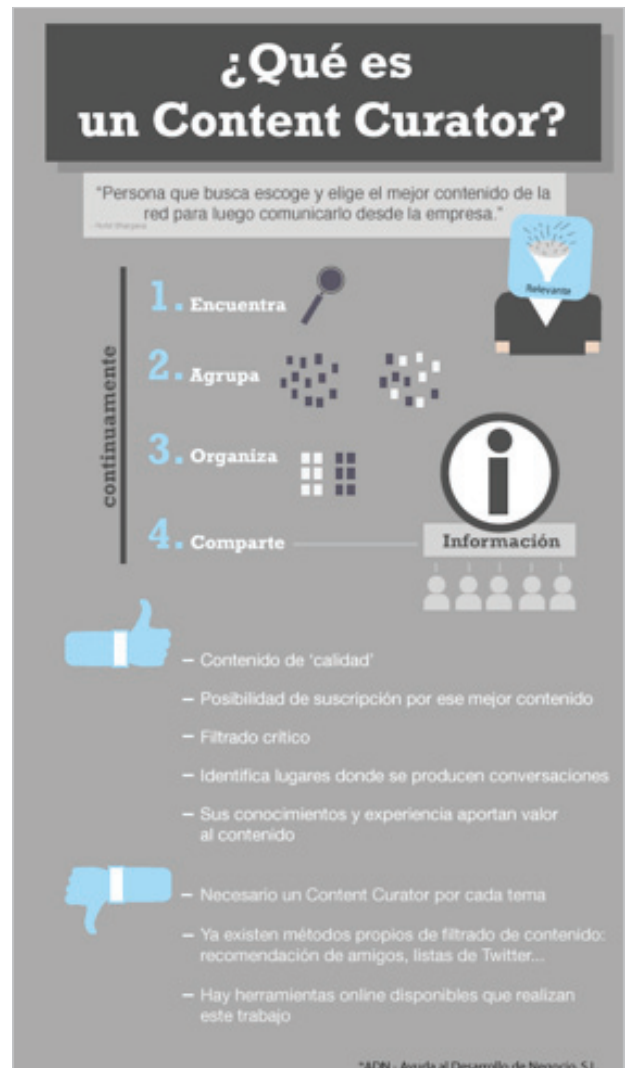 ¿Qué es
un Content Curator?
"Persona que busca escoge y elige el mejor contenido de la
red para luego comunicarlo desde la empresa."
Relevante
continuamente
1. Encuentra
2. Agrupa
3. Organiza
4. Comparte
i
Información
– Contenido de 'calidad'
– Posibilidad de suscripción por ese mejor contenido
– Filtrado crítico
– Identifica lugares donde se producen conversaciones
– Sus conocimientos y experiencia aportan valor
al contenido
– Necesario un Content Curator por cada tema
– Ya existen métodos propios de filtrado de contenido:
recomendación de amigos, listas de Twitter...
– Hay herramientas online disponibles que realizan
este trabajo
*ADN - Ayuda al Desarrollo de Negocio, S.L.